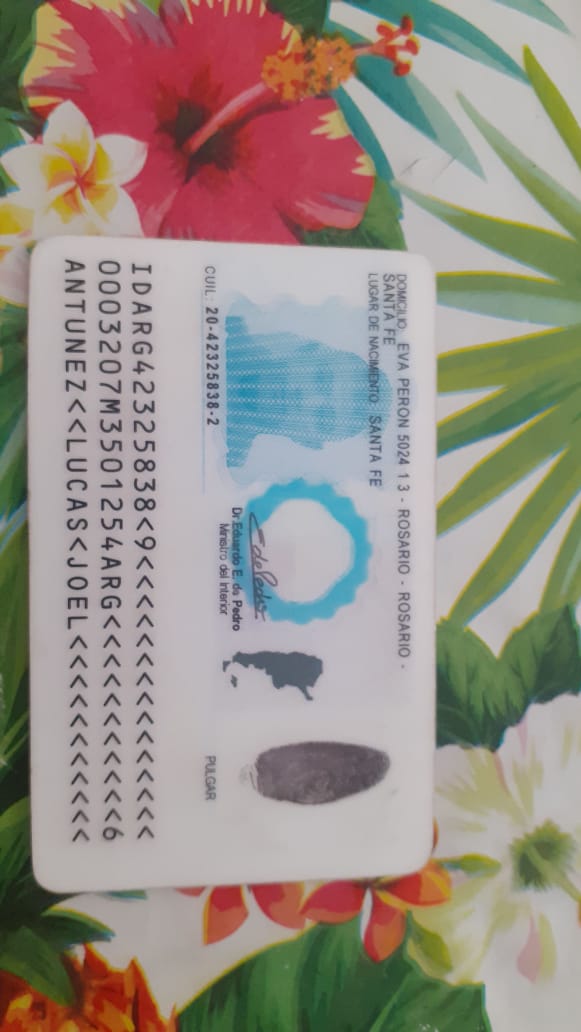 DOMICILIO: EVA PERON 5024 1 3 - ROSARIO - ROSARIO -
SANTA FE
LUGAR DE NACIMIENTO: SANTA FE
Dr. Eduardo E. de Pedro
Ministro del Interior
CUIL: 20-42325838-2
PULGAR
IDARG42325838<9<<<<<<<<<<<<<<<
0003207M3501254ARG<<<<<<<<<<<6
ANTUNEZ<<LUCAS<JOEL<<<<<<<<<<<